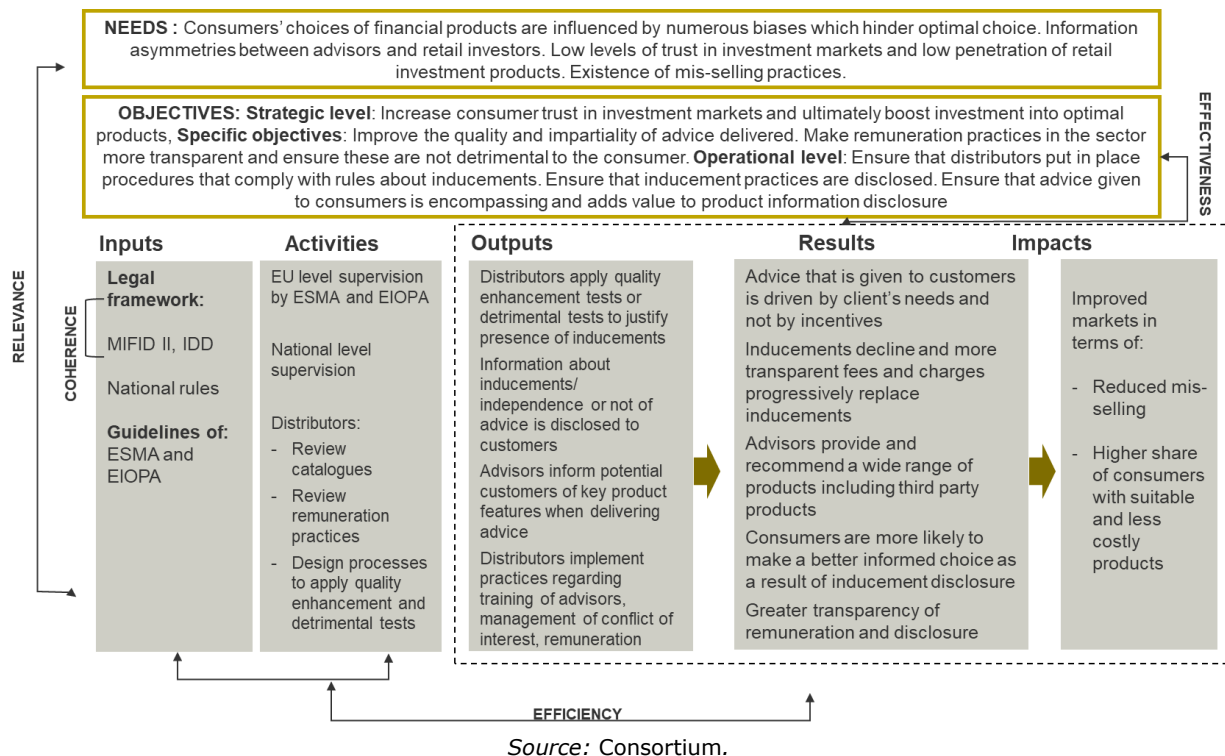 NEEDS : Consumers' choices of financial products are influenced by numerous biases which hinder optimal choice. Information
asymmetries between advisors and retail investors. Low levels of trust in investment markets and low penetration of retail
investment products. Existence of mis-selling practices.
OBJECTIVES: Strategic level: Increase consumer trust in investment markets and ultimately boost investment into optimal
products, Specific objectives: Improve the quality and impartiality of advice delivered. Make remuneration practices in the sector
more transparent and ensure these are not detrimental to the consumer. Operational level: Ensure that distributors put in place
procedures that comply with rules about inducements. Ensure that inducement practices are disclosed. Ensure that advice given
to consumers is encompassing and adds value to product information disclosure
EFFECTIVENESS
RELEVANCE
COHERENCE
Inputs
Legal
framework:
MIFID II, IDD
National rules
Guidelines of:
ESMA and
EIOPA
Activities
EU level supervision
by ESMA and EIOPA
National level
supervision
Distributors:
- Review
catalogues
- Review
remuneration
practices
- Design processes
to apply quality
enhancement and
detrimental tests
Outputs
Distributors apply quality
enhancement tests or
detrimental tests to justify
presence of inducements
Information about
inducements/
independence or not of
advice is disclosed to
customers
Advisors inform potential
customers of key product
features when delivering
advice
Distributors implement
practices regarding
training of advisors,
management of conflict of
interest, remuneration
Results
Advice that is given to customers
is driven by client's needs and
not by incentives
Inducements decline and more
transparent fees and charges
progressively replace
inducements
Advisors provide and
recommend a wide range of
products including third party
products
Consumers are more likely to
make a better informed choice as
a result of inducement disclosure
Greater transparency of
remuneration and disclosure
Impacts
Improved
markets in
terms of:
- Reduced mis-
selling
- Higher share
of consumers
with suitable
and less
costly
products
EFFICIENCY
Source: Consortium.